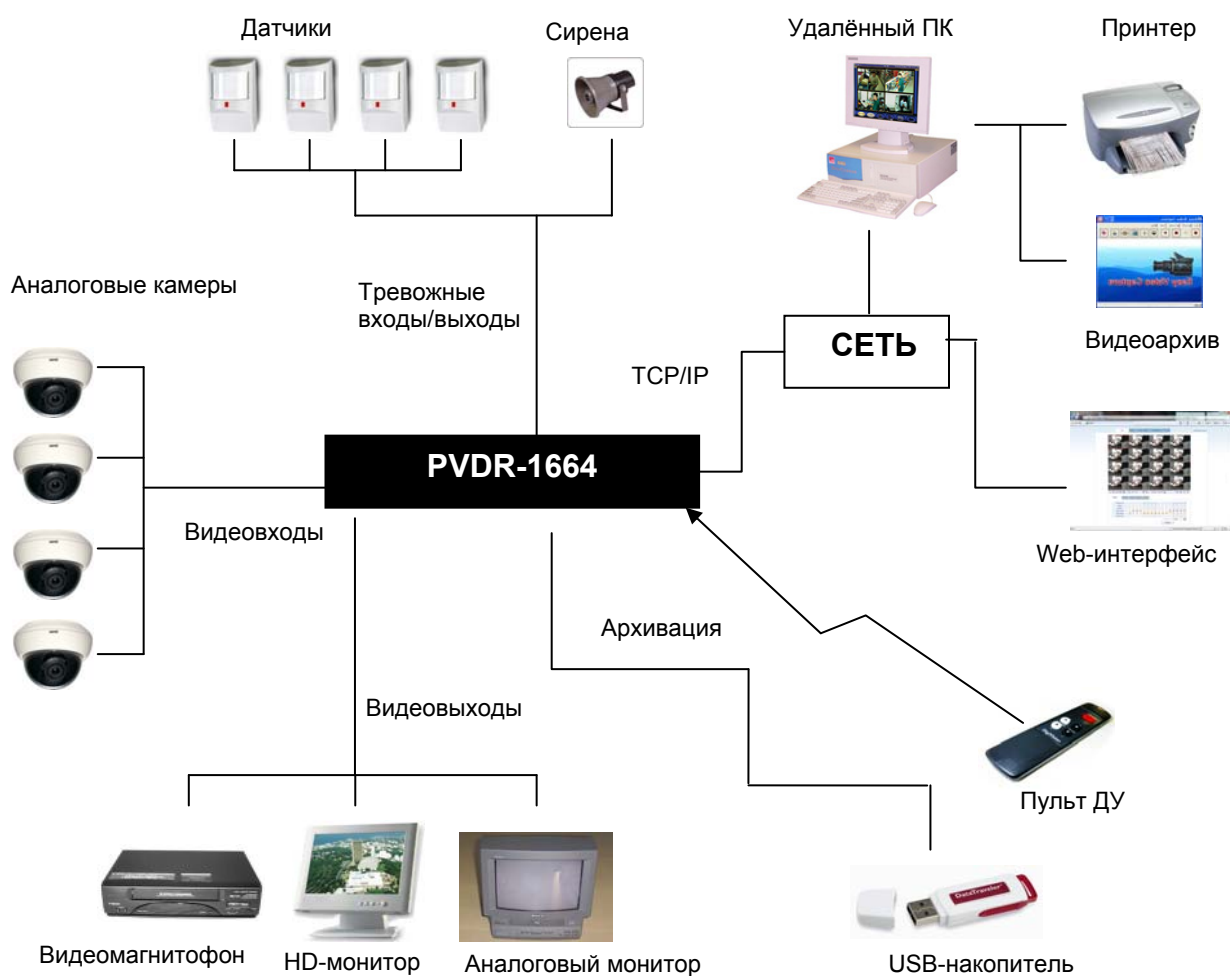 Датчики
Сирена
Удалённый ПК
Принтер
Аналоговые камеры
Тревожные
входы/выходы
TCP/IP
СЕТЬ
Видеоархив
PVDR-1664
Видеовходы
Web-интерфейс
Архивация
Видеовыходы
Пульт ДУ
DataTraveler
Видеомагнитофон
HD-монитор
Аналоговый монитор
USB-накопитель